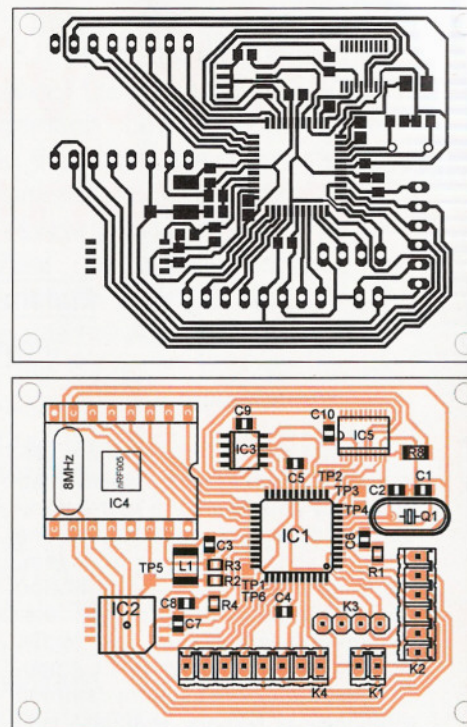 C9
C10
IC3
IC5
R8
8MHz
nRF905
IC4
C5
TP2
TP3
C2
C1
TP4
Q1
IC1
C3
C6
L1
R3
R2
R1
TP5
TP1
TP6
IC2
C8
R4
C4
K3
C7
K2
K4
K1